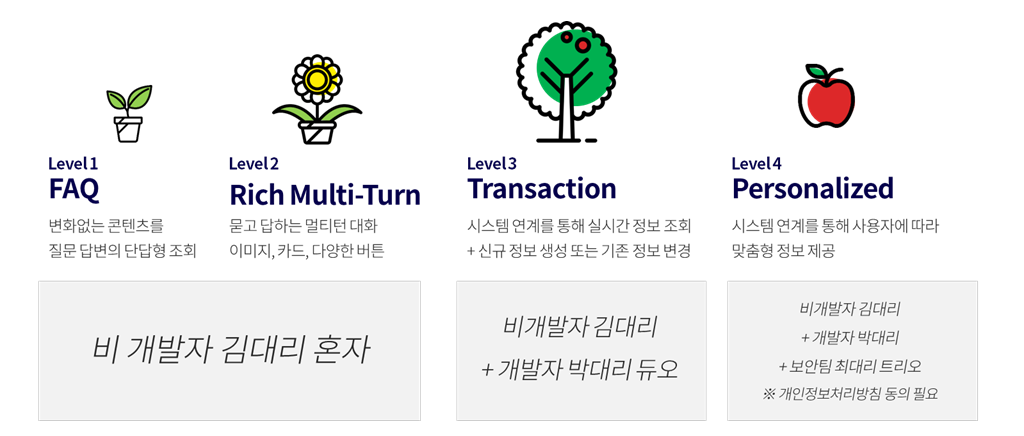 Level 1
FAQ
변화없는 콘텐츠를
질문 답변의 단답형 조회
Level 2
Rich Multi-Turn
묻고 답하는 멀티턴 대화
이미지, 카드, 다양한 버튼
Level 3
Transaction
시스템 연계를 통해 실시간 정보 조회
+ 신규 정보 생성 또는 기존 정보 변경
Level 4
Personalized
시스템 연계를 통해 사용자에 따라
맞춤형 정보 제공
비 개발자 김대리 혼자
비개발자 김대리
+ 개발자 박대리 듀오
비개발자 김대리
+ 개발자 박대리
+ 보안팀 최대리 트리오
※ 개인정보처리방침 동의 필요